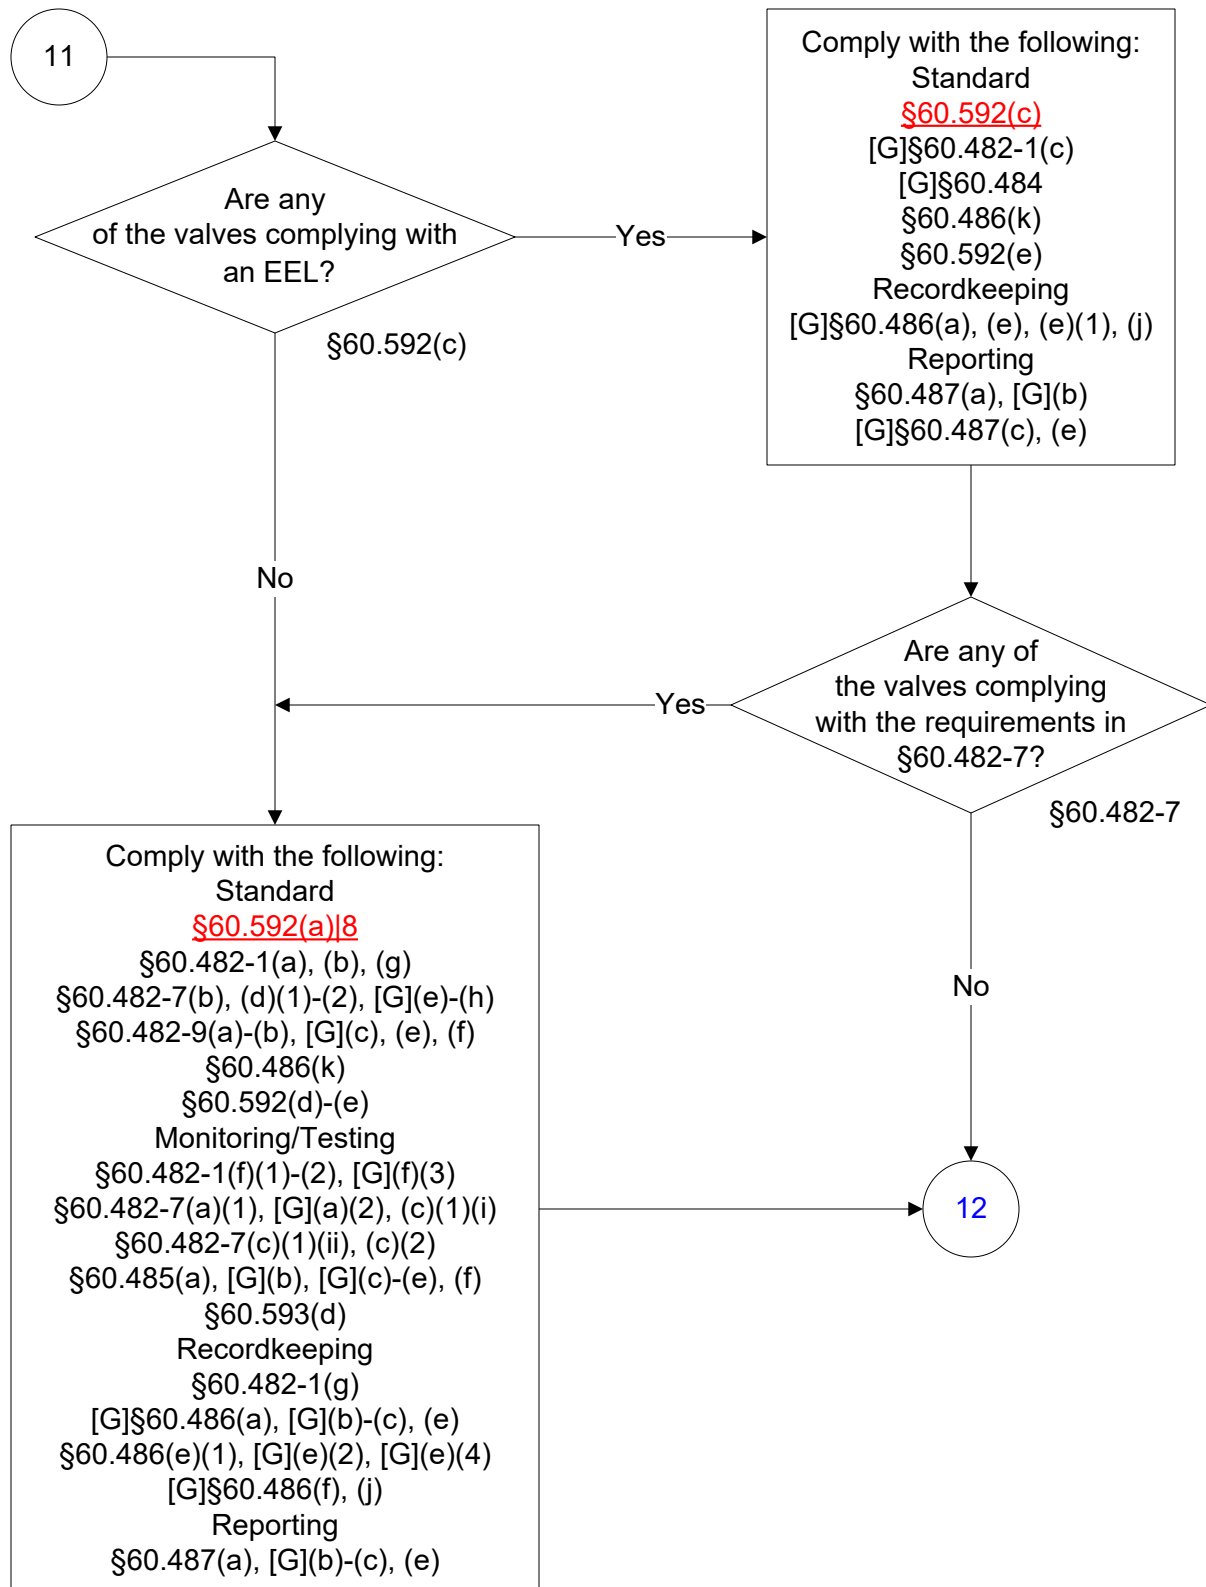 11
Are any
of the valves complying with
an EEL?
§60.592(c)
Yes
No
Comply with the following:
Standard
§60.592(c)
[G]§60.482-1(c)
[G]§60.484
§60.486(k)
§60.592(e)
Recordkeeping
[G]§60.486(a), (e), (e)(1), (j)
Reporting
§60.487(a), [G](b)
[G]§60.487(c), (e)
Are any of
the valves complying
with the requirements in
§60.482-7?
§60.482-7
Yes
No
Comply with the following:
Standard
§60.592(a)|8
§60.482-1(a), (b), (g)
§60.482-7(b), (d)(1)-(2), [G](e)-(h)
§60.482-9(a)-(b), [G](c), (e), (f)
§60.486(k)
§60.592(d)-(e)
Monitoring/Testing
§60.482-1(f)(1)-(2), [G](f)(3)
§60.482-7(a)(1), [G](a)(2), (c)(1)(i)
§60.482-7(c)(1)(ii), (c)(2)
§60.485(a), [G](b), [G](c)-(e), (f)
§60.593(d)
Recordkeeping
§60.482-1(g)
[G]§60.486(a), [G](b)-(c), (e)
§60.486(e)(1), [G](e)(2), [G](e)(4)
[G]§60.486(f), (j)
Reporting
§60.487(a), [G](b)-(c), (e)
12